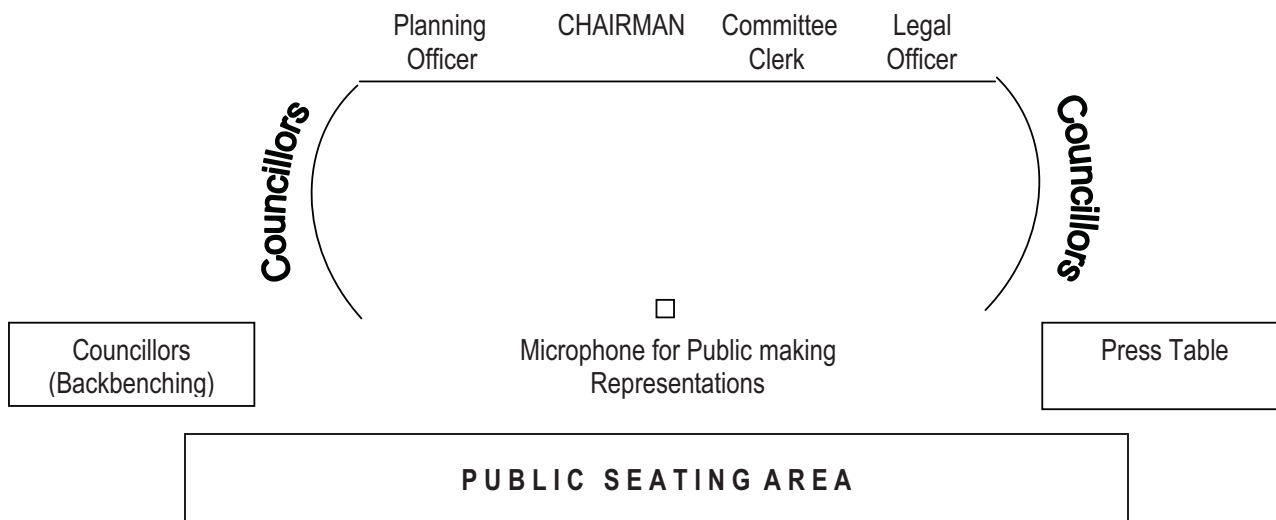 Planning
Officer
CHAIRMAN
Committee
Clerk
Legal
Officer
Councillors
Councillors
Councillors
(Backbenching)
Microphone for Public making
Representations
Press Table
PUBLIC SEATING AREA